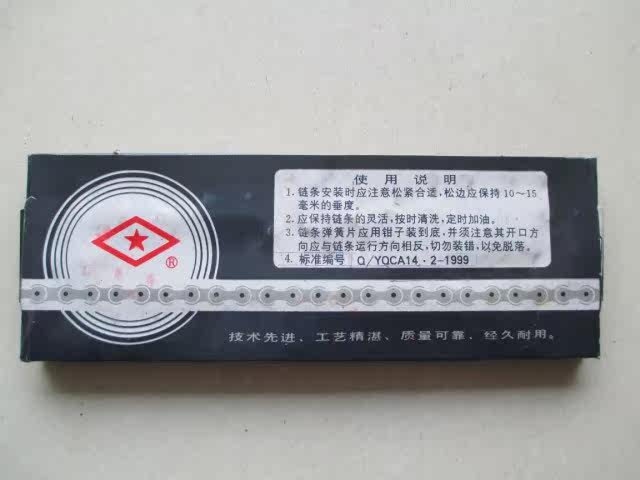 使用说明
1. 链条安装时应注意松紧合适，松边应保持10～15
毫米的垂度。
2. 应保持链条的灵活，按时清洗，定时加油。
3. 链条弹簧片应用钳子装到底，并须注意其开口方
向应与链条运行方向相反，切勿装错，以免脱落。
4. 标准编号 Q/YQCA14·2-1999
®
技术先进、工艺精湛、质量可靠、经久耐用。